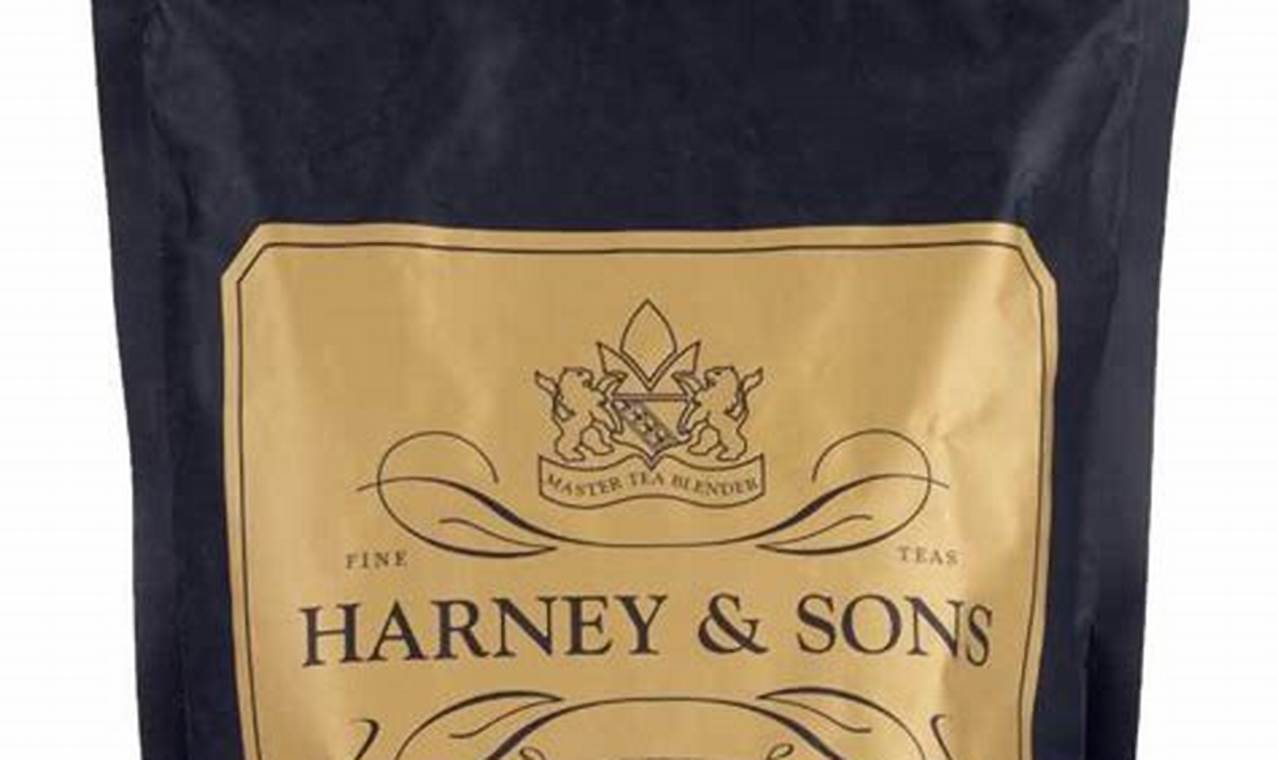 MASTER TEA BLENDER
FINE TEAS
HARNEY & SONS